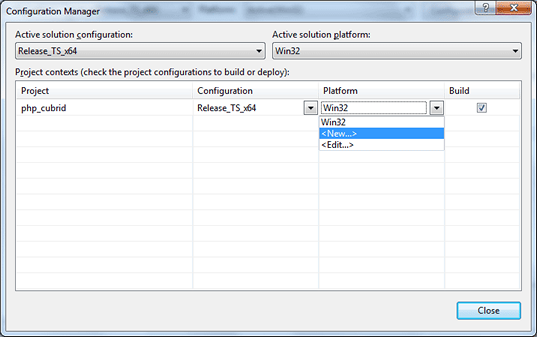 Configuration Manager
Active solution configuration:
Active solution platform:
Release_TS_x64
Win32
Project contexts (check the project configurations to build or deploy):
Project
Configuration
Platform
Build
php_cubrid
Release_TS_x64
Win32
Win32
<New...>
<Edit...>
Close